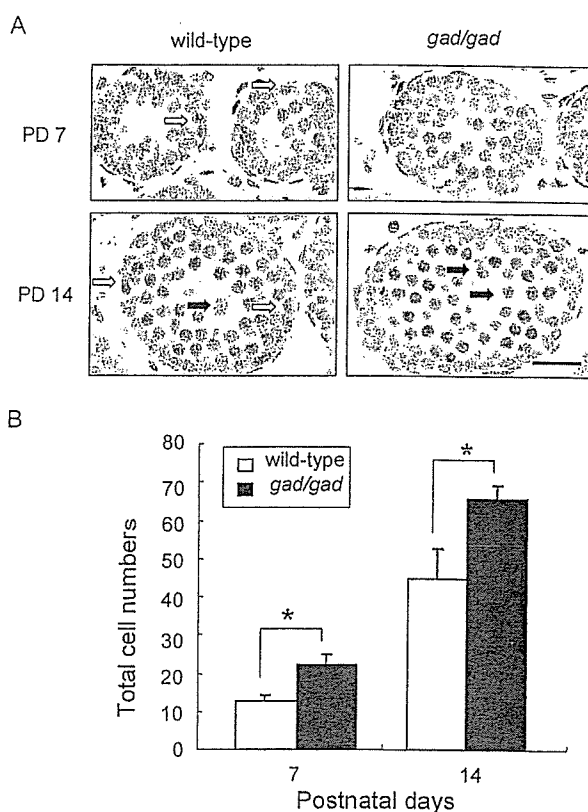 A
wild-type gad/gad
PD 7
PD 14
B
80
70
60
50
40
30
20
10
0
Total cell numbers
wild-type
gad/gad
*
*
7 14
Postnatal days